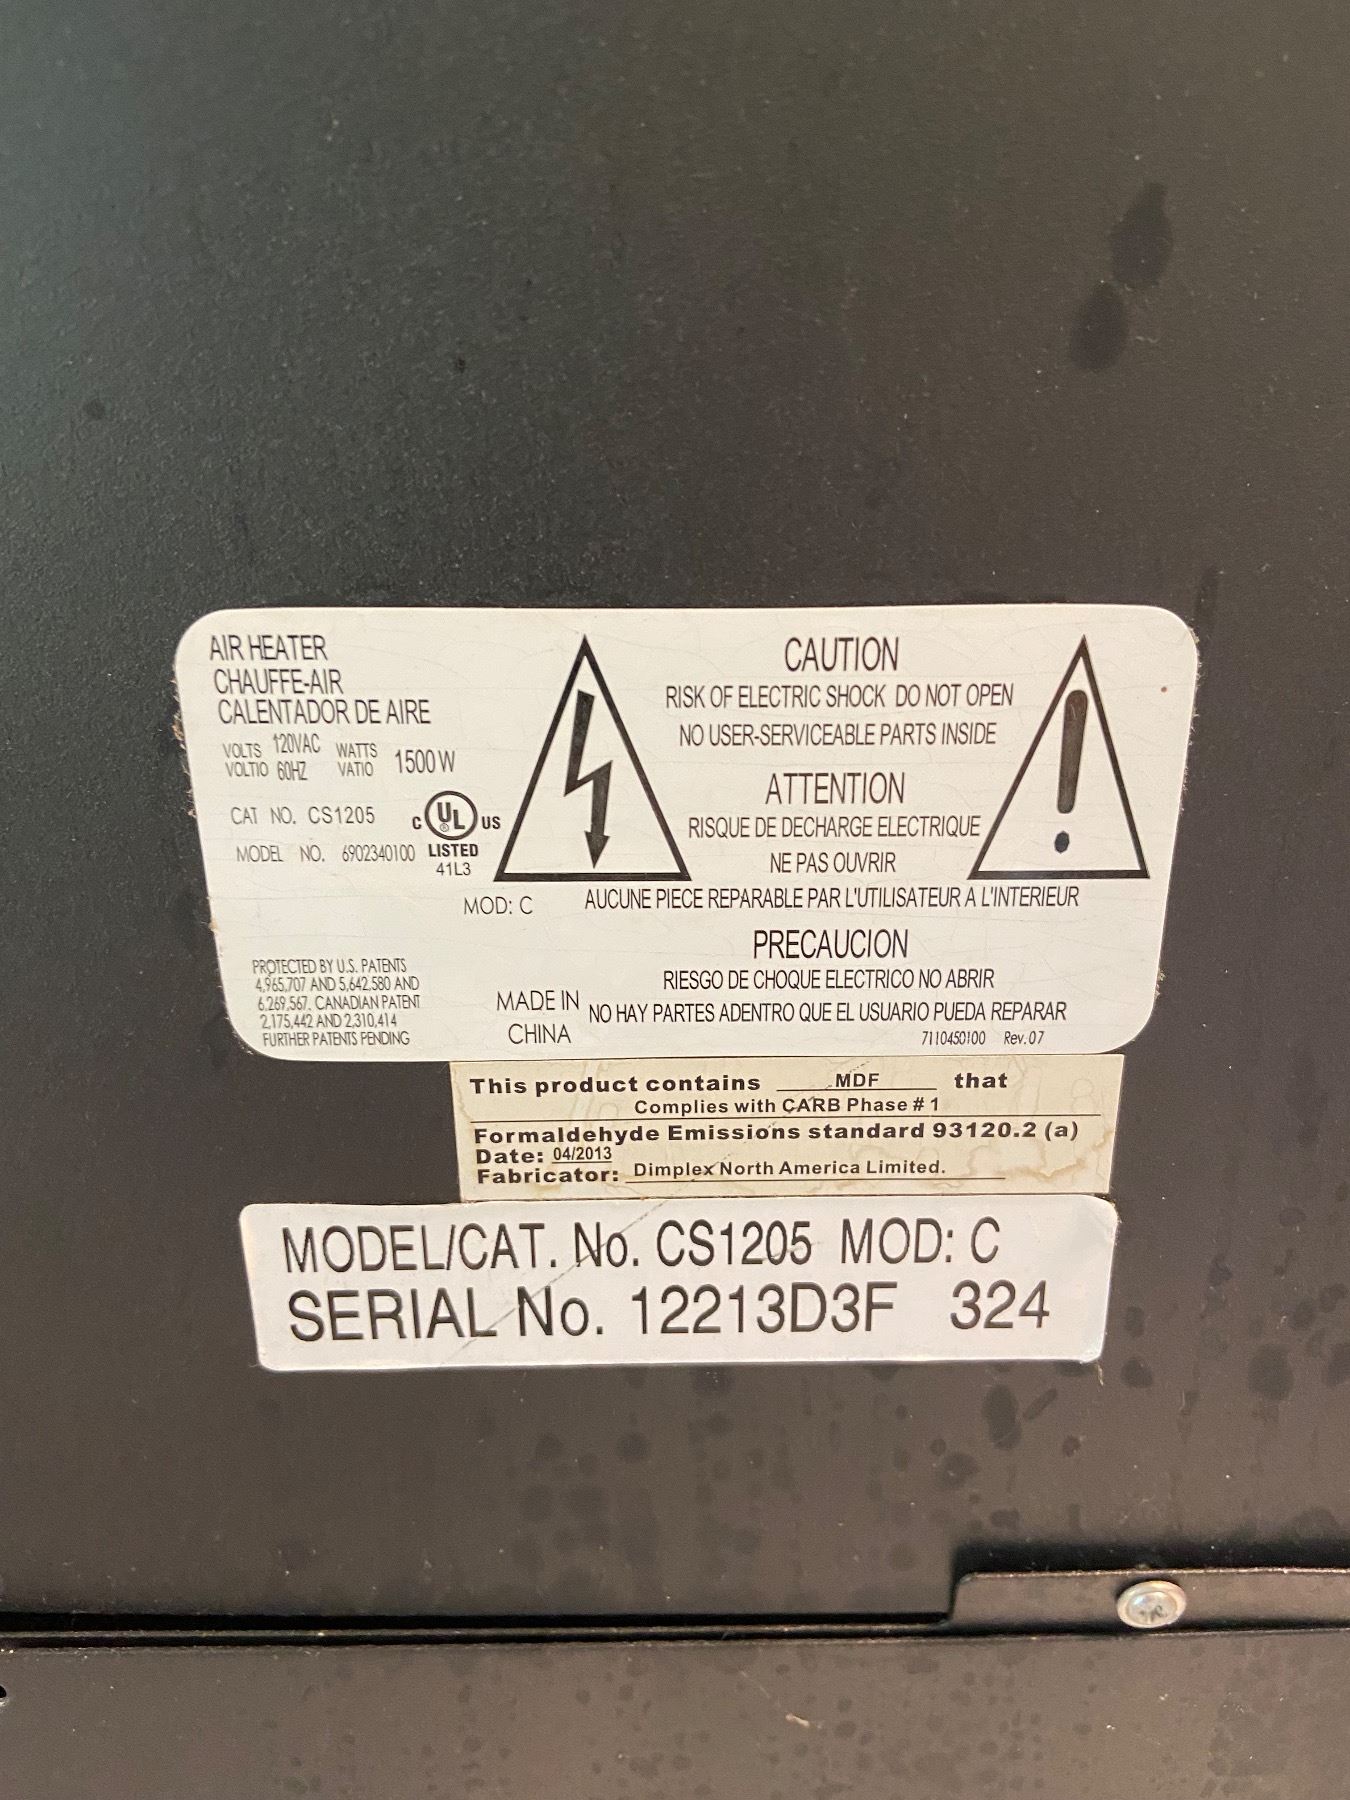 AIR HEATER
CHAUFFE-AIR
CALENTADOR DE AIRE
VOLTS 120VAC WATTS 1500 W
VOLTIO 60HZ VATIO
CAT NO. CS1205
C UL ® US
MODEL NO. 6902340100 LISTED
41L3
MOD: C
PROTECTED BY U.S. PATENTS
4,965,707 AND 5,642,580 AND
6,269,567. CANADIAN PATENT
2,175,442 AND 2,310,414
FURTHER PATENTS PENDING
MADE IN
CHINA
CAUTION
RISK OF ELECTRIC SHOCK DO NOT OPEN
NO USER-SERVICEABLE PARTS INSIDE
ATTENTION
RISQUE DE DECHARGE ELECTRIQUE
NE PAS OUVRIR
AUCUNE PIECE REPARABLE PAR L'UTILISATEUR A L'INTERIEUR
PRECAUCION
RIESGO DE CHOQUE ELECTRICO NO ABRIR
NO HAY PARTES ADENTRO QUE EL USUARIO PUEDA REPARAR
7110450100 Rev. 07
This product contains MDF that
Complies with CARB Phase # 1
Formaldehyde Emissions standard 93120.2 (a)
Date: 04/2013
Fabricator: Dimplex North America Limited.
MODEL/CAT. No. CS1205 MOD: C
SERIAL No. 12213D3F 324